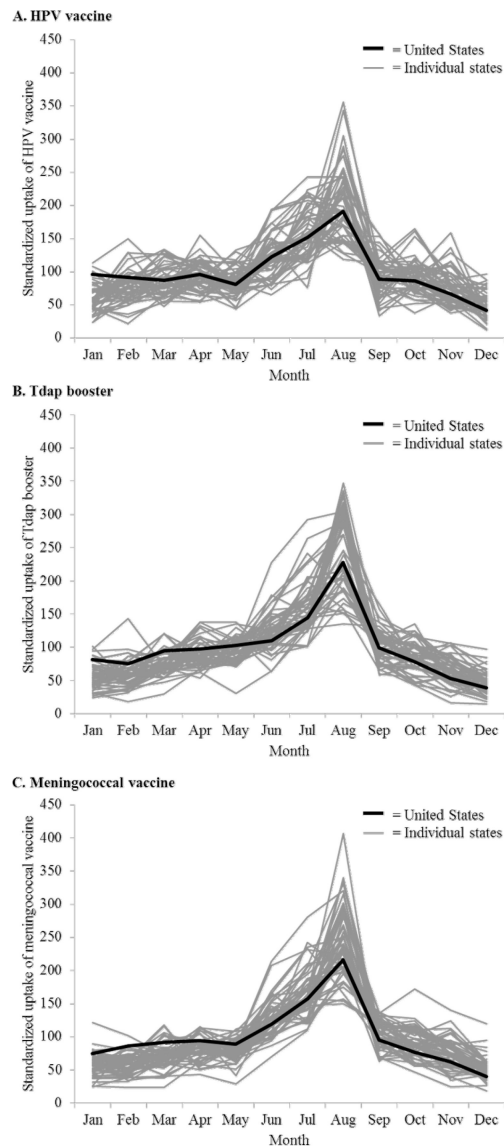 A. HPV vaccine
Standardized uptake of HPV vaccine
450
400
350
300
250
200
150
100
50
0
= United States
= Individual states
Jan Feb Mar Apr May Jun Jul Aug Sep Oct Nov Dec
Month
B. Tdap booster
Standardized uptake of Tdap booster
450
400
350
300
250
200
150
100
50
0
= United States
= Individual states
Jan Feb Mar Apr May Jun Jul Aug Sep Oct Nov Dec
Month
C. Meningococcal vaccine
Standardized uptake of meningococcal vaccine
450
400
350
300
250
200
150
100
50
0
= United States
= Individual states
Jan Feb Mar Apr May Jun Jul Aug Sep Oct Nov Dec
Month